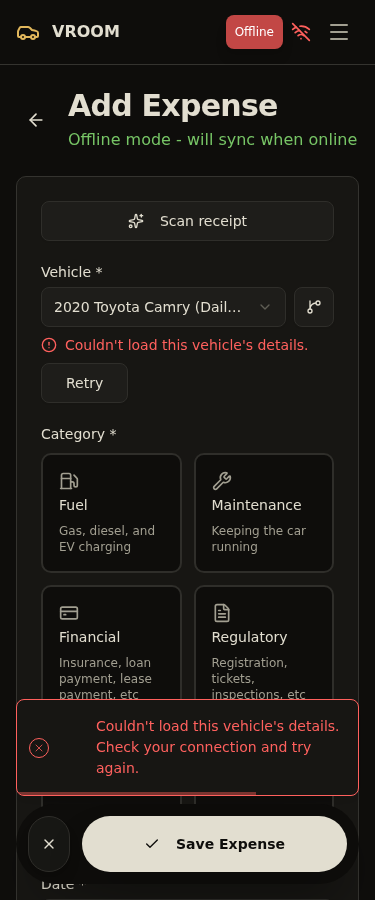 VROOM
Offline
Add Expense
Offline mode - will sync when online
Scan receipt
Vehicle *
2020 Toyota Camry (Dail...
Couldn't load this vehicle's details.
Retry
Category *
Fuel
Gas, diesel, and
EV charging
Maintenance
Keeping the car
running
Financial
Insurance, loan
payment, lease
payment, etc
Regulatory
Registration,
tickets,
inspections, etc
Couldn't load this vehicle's details.
Check your connection and try
again.
Save Expense
Date *